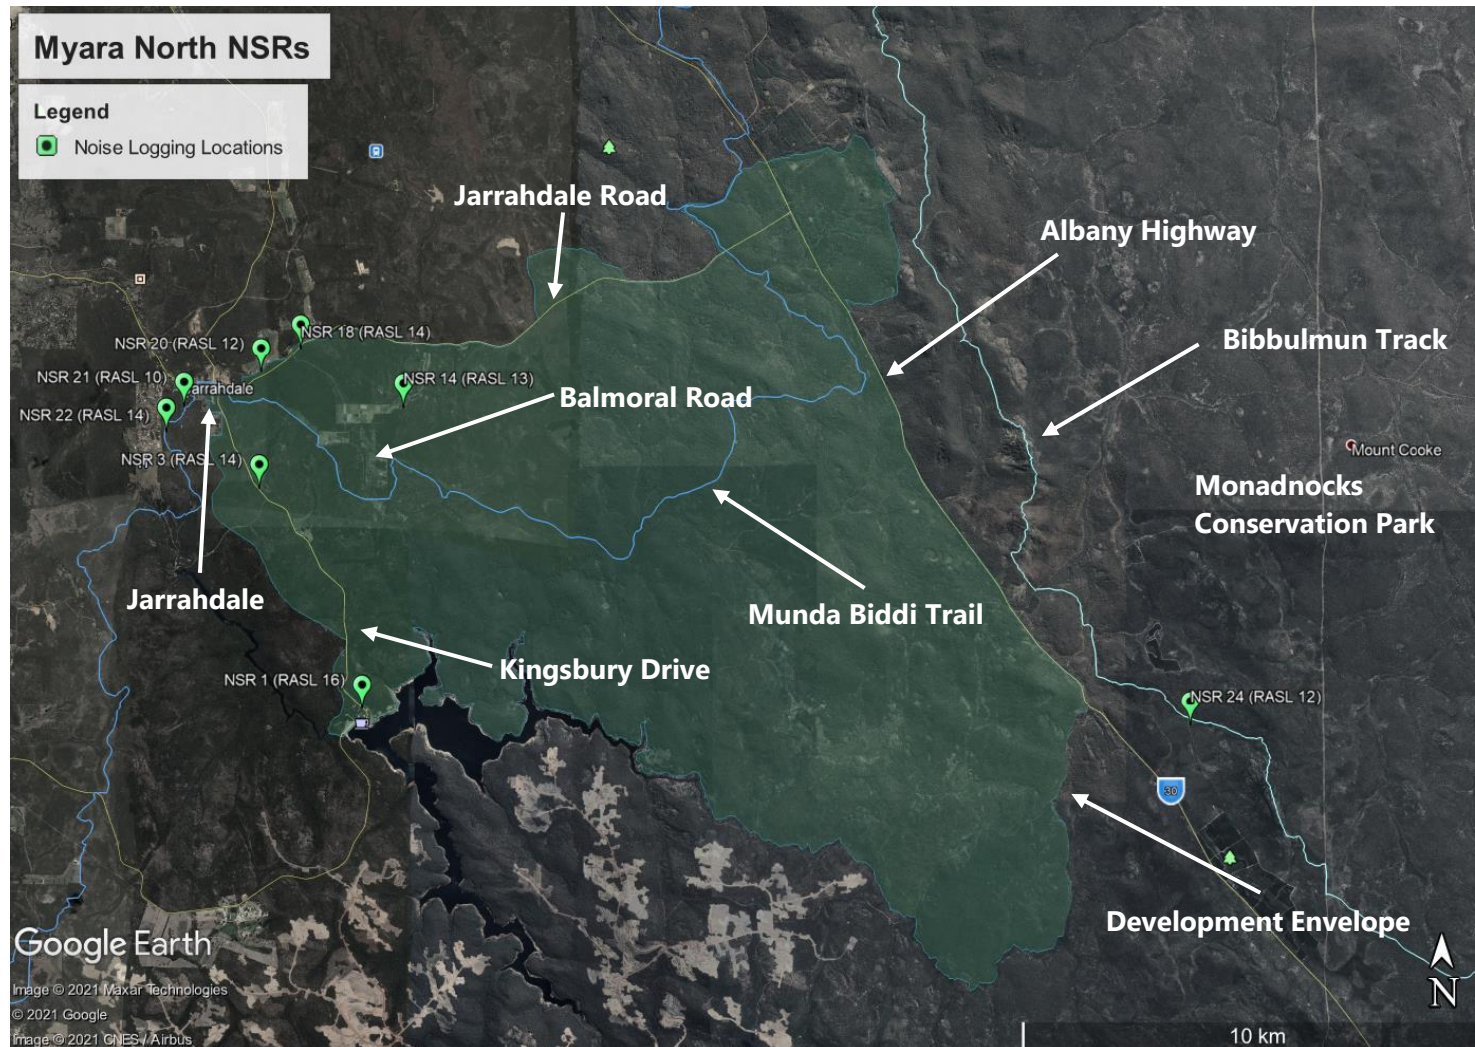 Myara North NSRs
Legend
Noise Logging Locations
Jarrahdale Road
Albany Highway
NSR 18 (RASL 14)
NSR 20 (RASL 12)
Bibbulmun Track
NSR 21 (RASL 10)
NSR 14 (RASL 13)
Jarrahdale
Balmoral Road
NSR 22 (RASL 14)
Mount Cooke
NSR 3 (RASL 14)
Monadnocks
Conservation Park
Jarrahdale
Munda Biddi Trail
Kingsbury Drive
NSR 1 (RASL 16)
NSR 24 (RASL 12)
30
Development Envelope
Google Earth
N
Image © 2021 Maxar Technologies
© 2021 Google
Image © 2021 CNES / Airbus
10 km